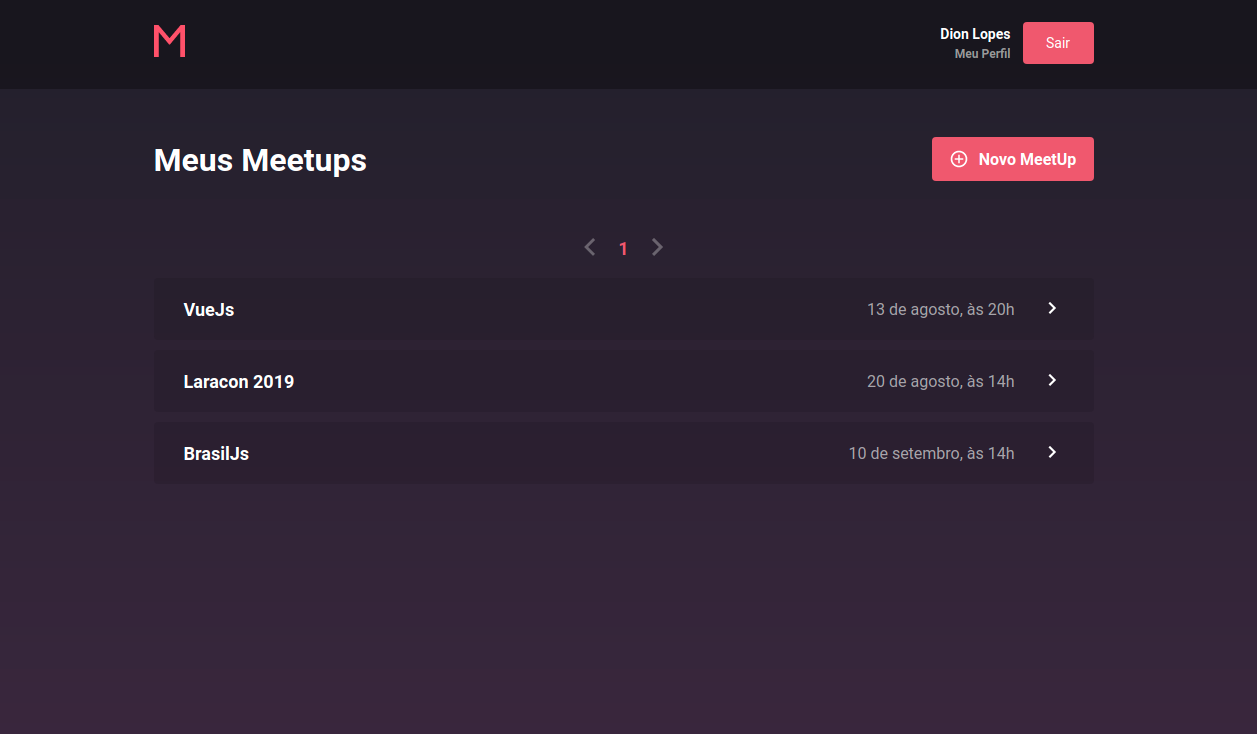 M
Dion Lopes
Meu Perfil
Sair
Meus Meetups
Novo MeetUp
1
VueJs
13 de agosto, às 20h
Laracon 2019
20 de agosto, às 14h
BrasilJs
10 de setembro, às 14h